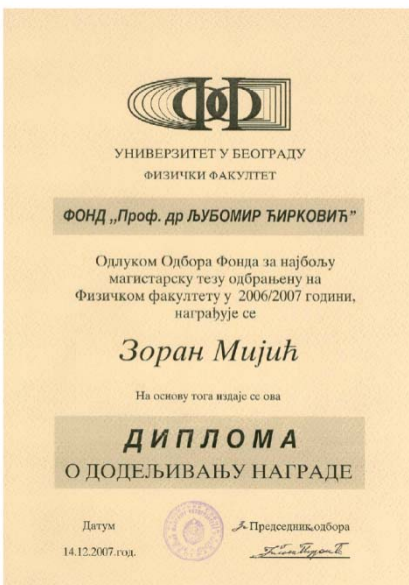 УНИВЕРЗИТЕТ У БЕОГРАДУ
ФИЗИЧКИ ФАКУЛТЕТ
ФОНД „Проф. др ЉУБОМИР ЋИРКОВИЋ”
Одлуком Одбора Фонда за најбољу
магистарску тезу одбрањену на
Физичком факултету у 2006/2007 години,
награђује се
Зоран Мијић
На основу тога издаје се ова
ДИПЛОМА
О ДОДЕЉИВАЊУ НАГРАДЕ
Датум
Председник одбора
14.12.2007.год.